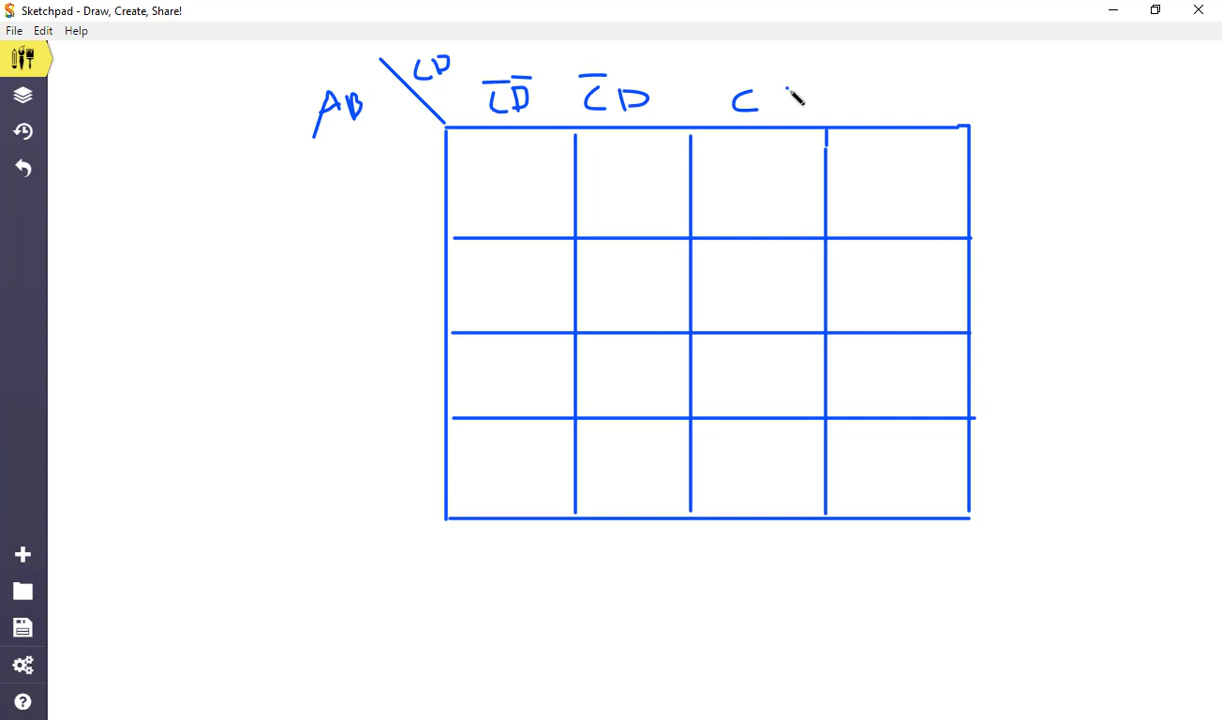 Sketchpad - Draw, Create, Share!
File Edit Help
CD
AB
C̅D̅ C̅D C
?